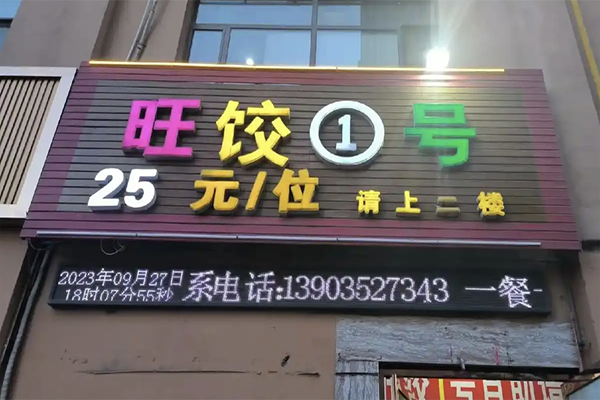 旺饺①号
25元/位 请上二楼
2023年09月27日
18时07分55秒
系电话:13903527343 一餐